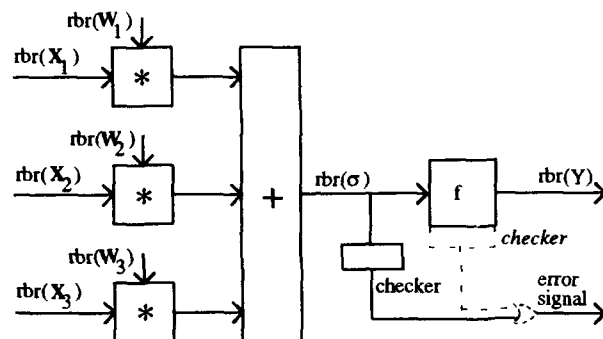 rbr(W1)
rbr(X1)
*
rbr(W2)
rbr(X2)
*
+
rbr(σ)
f
rbr(Y)
checker
rbr(W3)
rbr(X3)
*
checker
error
signal